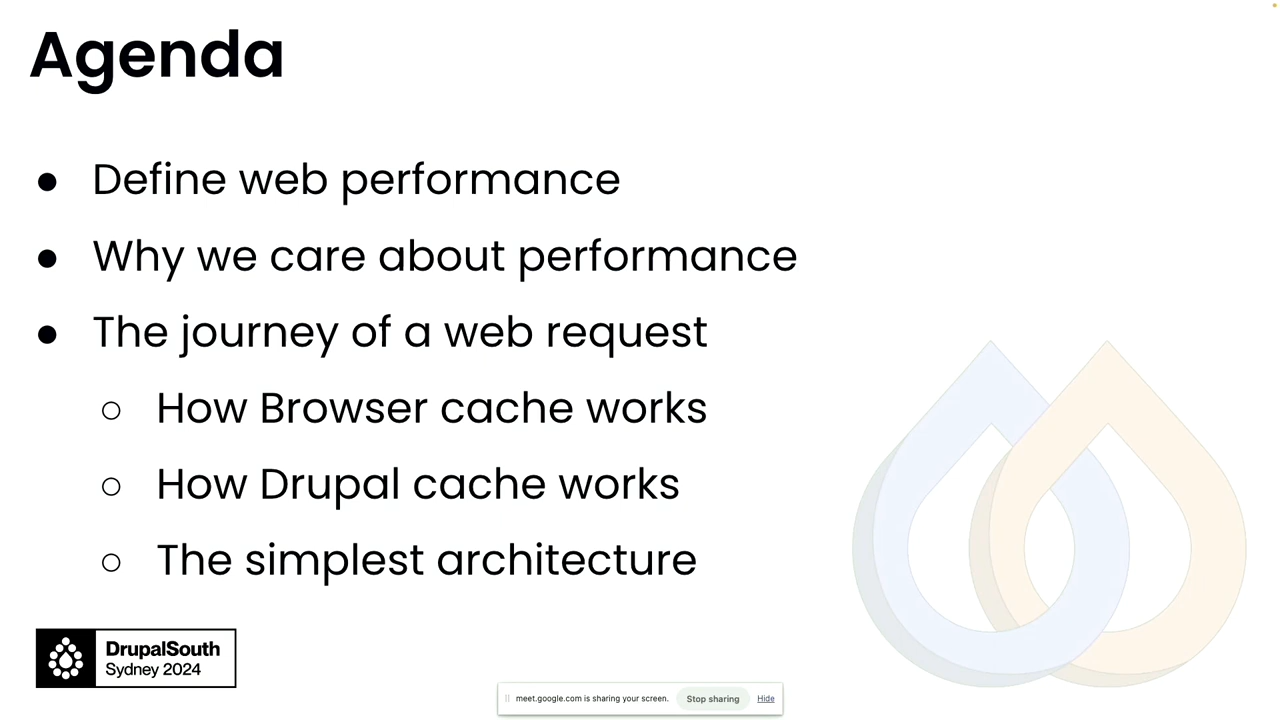 Agenda
● Define web performance
● Why we care about performance
● The journey of a web request
○ How Browser cache works
○ How Drupal cache works
○ The simplest architecture
DrupalSouth
Sydney 2024
meet.google.com is sharing your screen. Stop sharing Hide